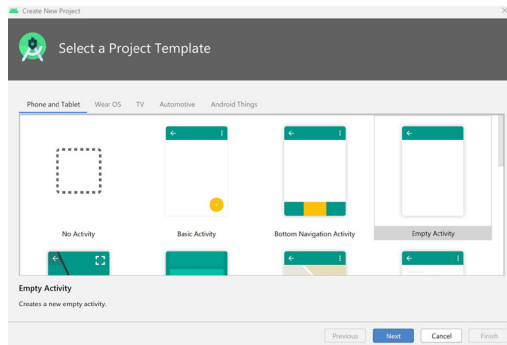 Create New Project
Select a Project Template
Phone and Tablet Wear OS TV Automotive Android Things
No Activity Basic Activity Bottom Navigation Activity Empty Activity
Empty Activity
Creates a new empty activity.
Previous Next Cancel Finish